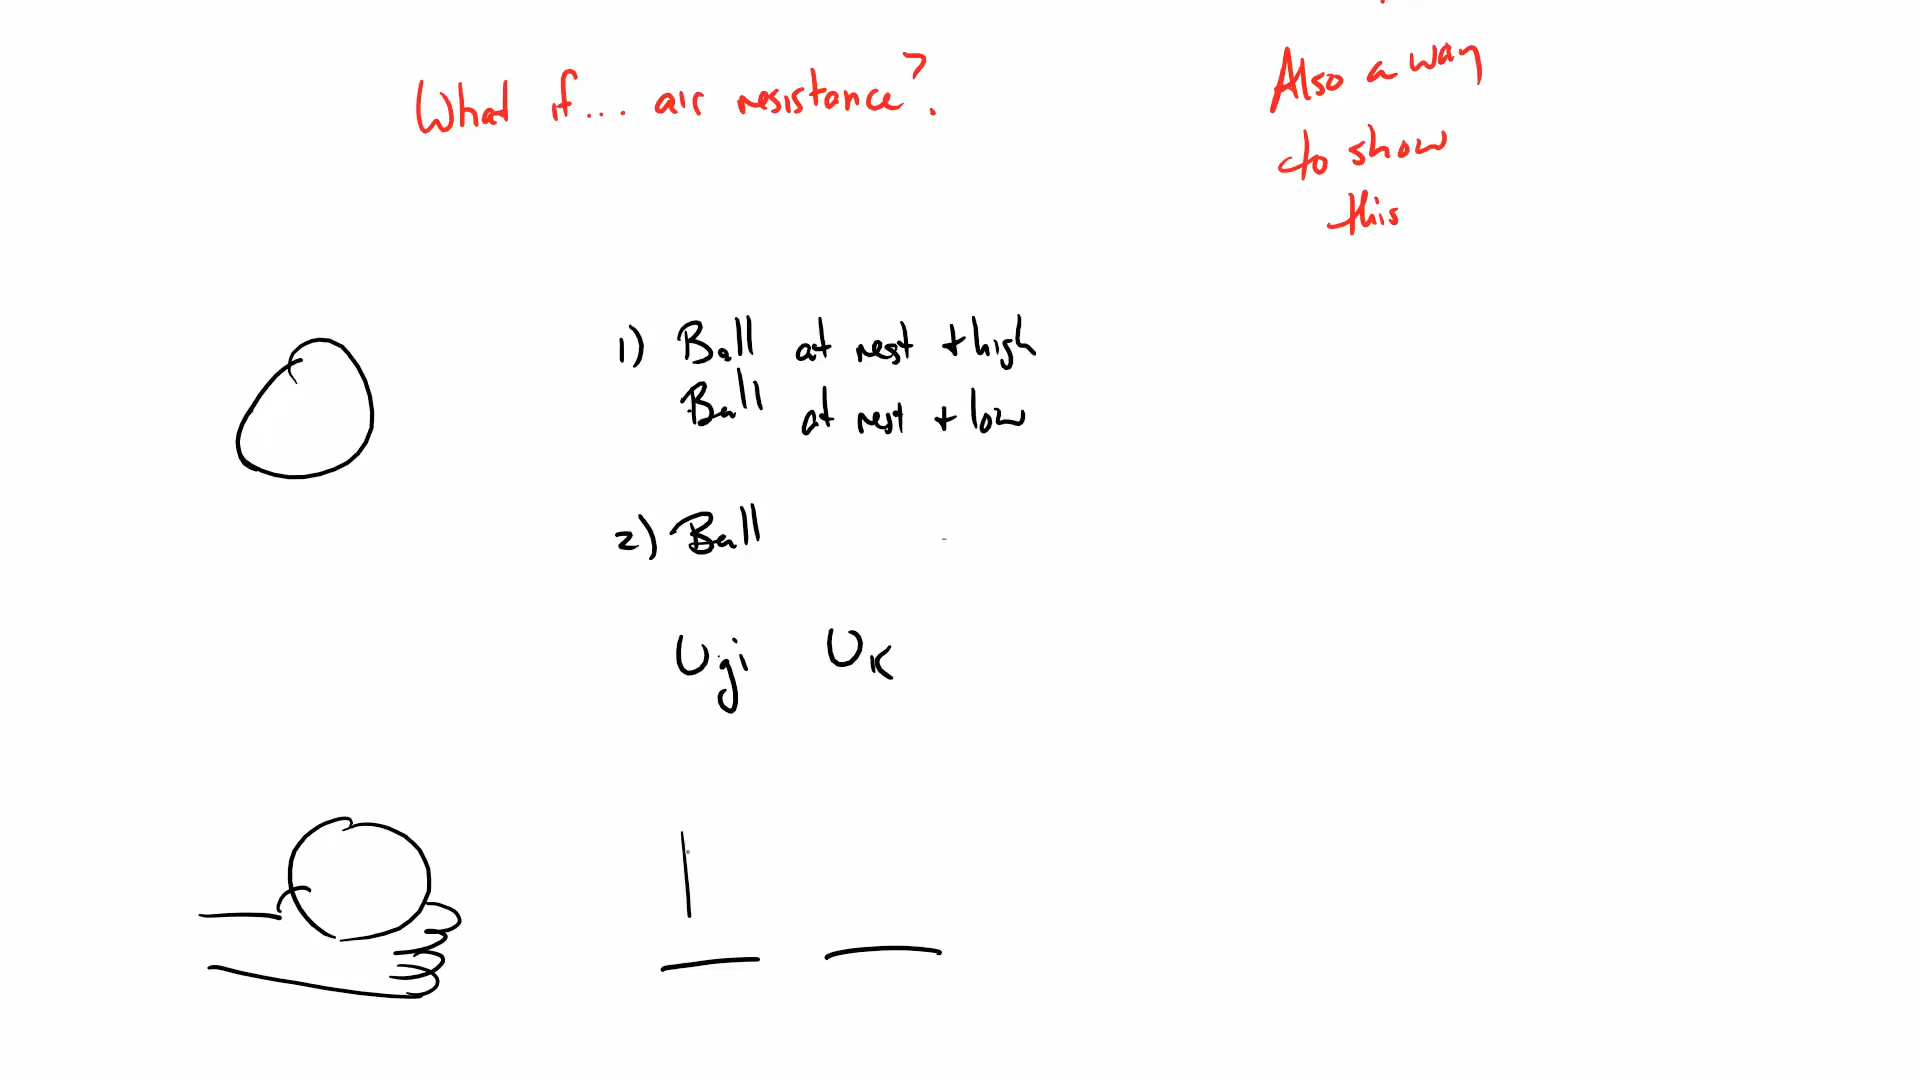 What if... air resistance?
Also a way
to show
this
1) Ball at rest + high
Ball at rest + low
2) Ball
Ugi UK